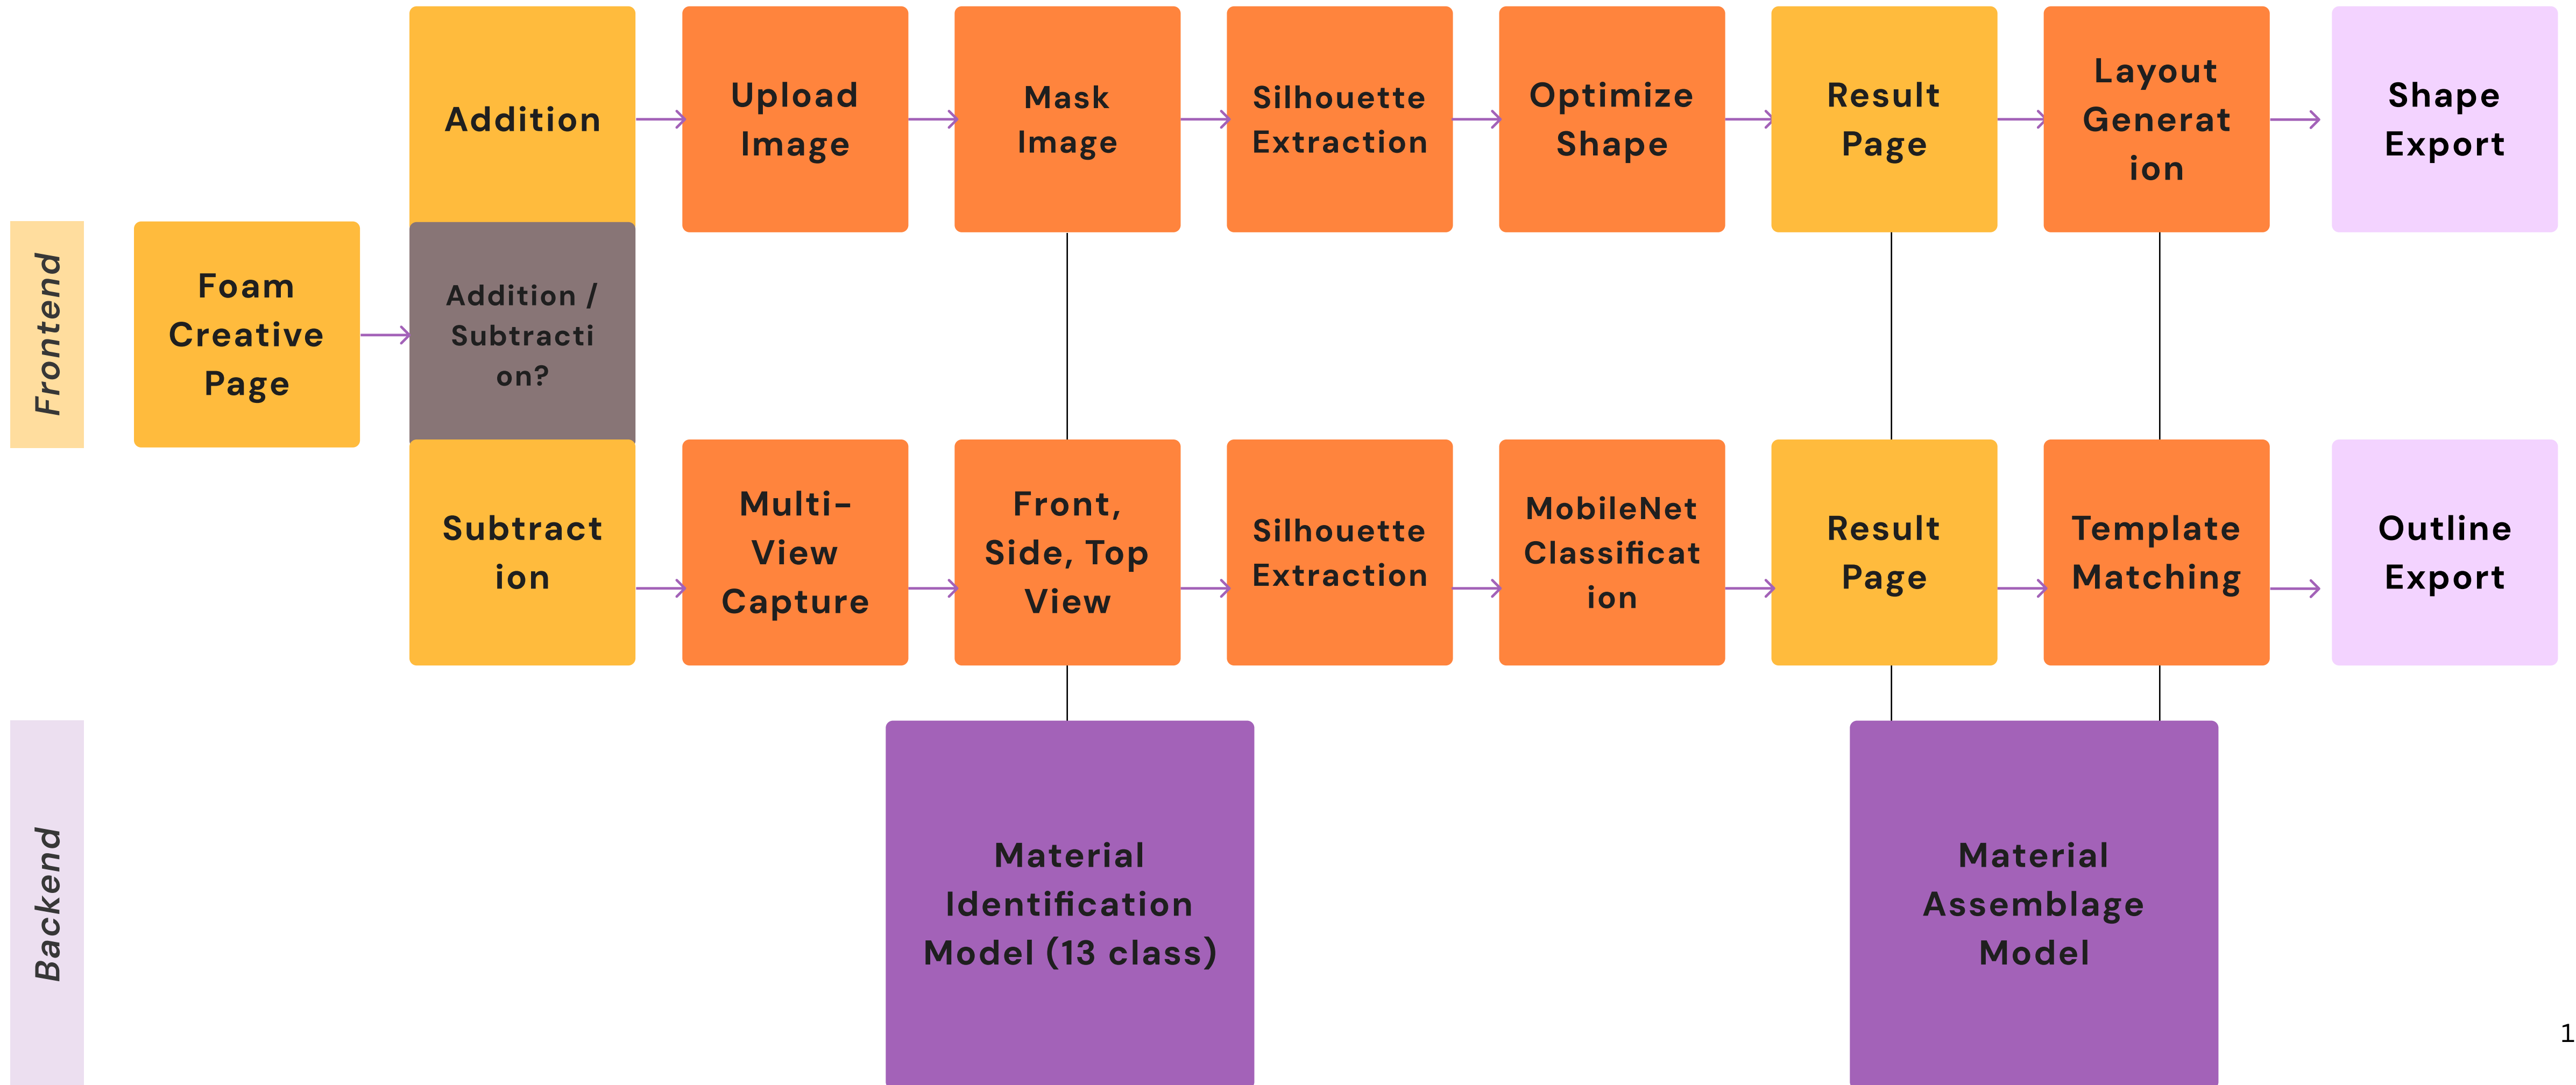 Addition
Upload
Image
Mask
Image
Silhouette
Extraction
Optimize
Shape
Result
Page
Layout
Generat
ion
Shape
Export
Frontend
Foam
Creative
Page
Addition /
Subtracti
on?
Subtract
ion
Multi-
View
Capture
Front,
Side, Top
View
Silhouette
Extraction
MobileNet
Classificat
ion
Result
Page
Template
Matching
Outline
Export
Backend
Material
Identification
Model (13 class)
Material
Assemblage
Model
1